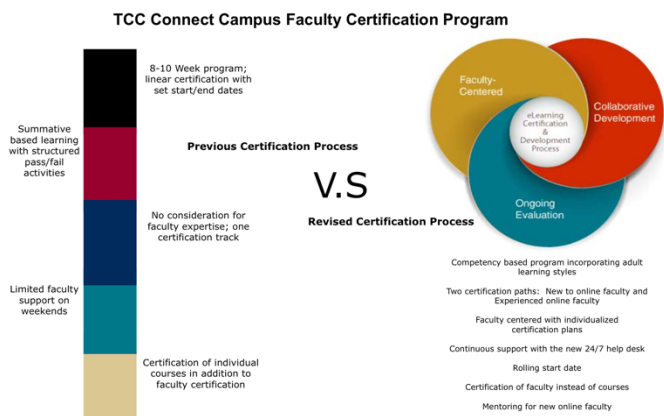 TCC Connect Campus Faculty Certification Program
8-10 Week program;
linear certification with
set start/end dates
Summative
based learning
with structured
pass/fail
activities
Previous Certification Process
No consideration for
faculty expertise; one
certification track
Limited faculty
support on
weekends
Certification of individual
courses in addition to
faculty certification
V.S
Revised Certification Process
Faculty-
Centered
Collaborative
Development
eLearning
Certification
&
Development
Process
Ongoing
Evaluation
Competency based program incorporating adult
learning styles
Two certification paths:  New to online faculty and
Experienced online faculty
Faculty centered with individualized
certification plans
Continuous support with the new 24/7 help desk
Rolling start date
Certification of faculty instead of courses
Mentoring for new online faculty